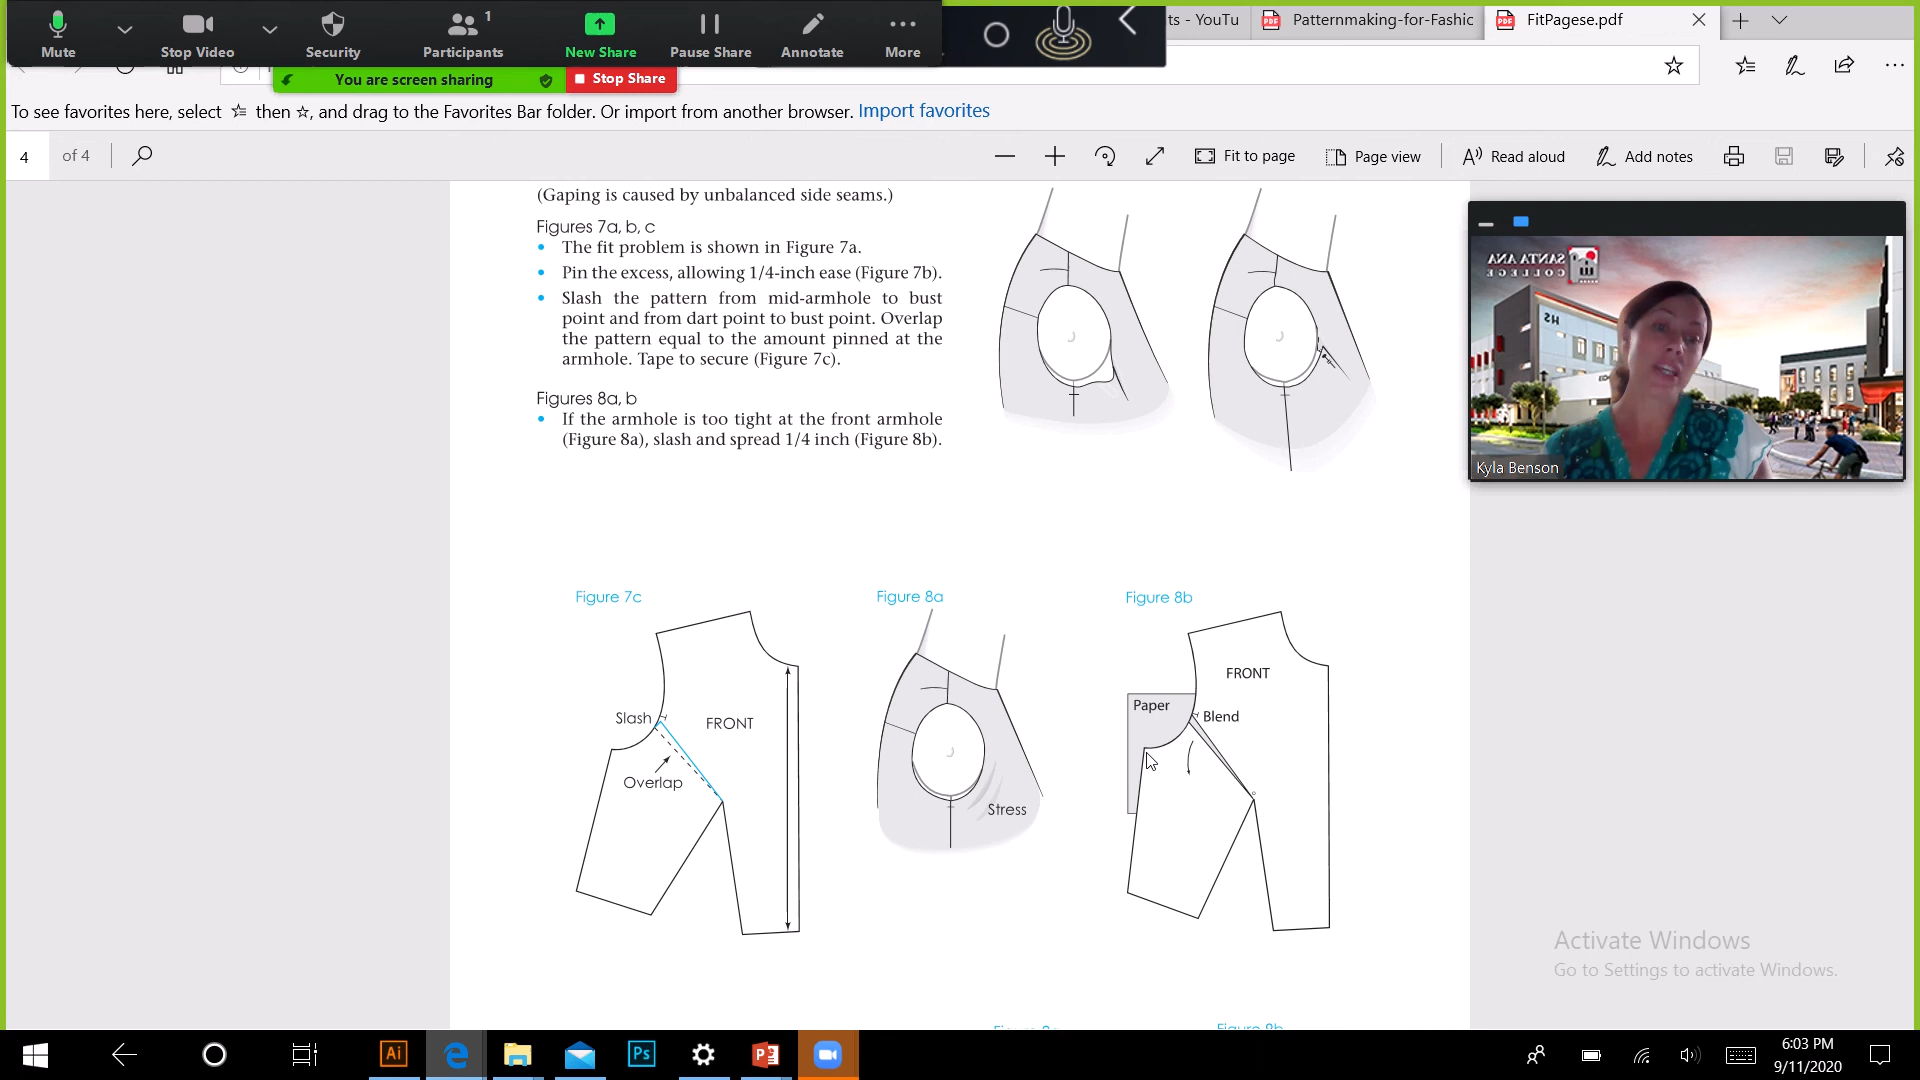 Mute
Stop Video
Security
Participants
1
New Share
Pause Share
Annotate
More
ts - YouTu
Patternmaking-for-Fashic
FitPagese.pdf
You are screen sharing
Stop Share
To see favorites here, select then , and drag to the Favorites Bar folder. Or import from another browser. Import favorites
4 of 4
Fit to page
Page view
Read aloud
Add notes
(Gaping is caused by unbalanced side seams.)
Figures 7a, b, c
• The fit problem is shown in Figure 7a.
• Pin the excess, allowing 1/4-inch ease (Figure 7b).
• Slash the pattern from mid-armhole to bust
point and from dart point to bust point. Overlap
the pattern equal to the amount pinned at the
armhole. Tape to secure (Figure 7c).
Figures 8a, b
• If the armhole is too tight at the front armhole
(Figure 8a), slash and spread 1/4 inch (Figure 8b).
SANTA ANA
COLLEGE
HS
Kyla Benson
Figure 7c
Slash
FRONT
Overlap
Figure 8a
Stress
Figure 8b
FRONT
Paper
Blend
Activate Windows
Go to Settings to activate Windows.
Ai
Ps
6:03 PM
9/11/2020